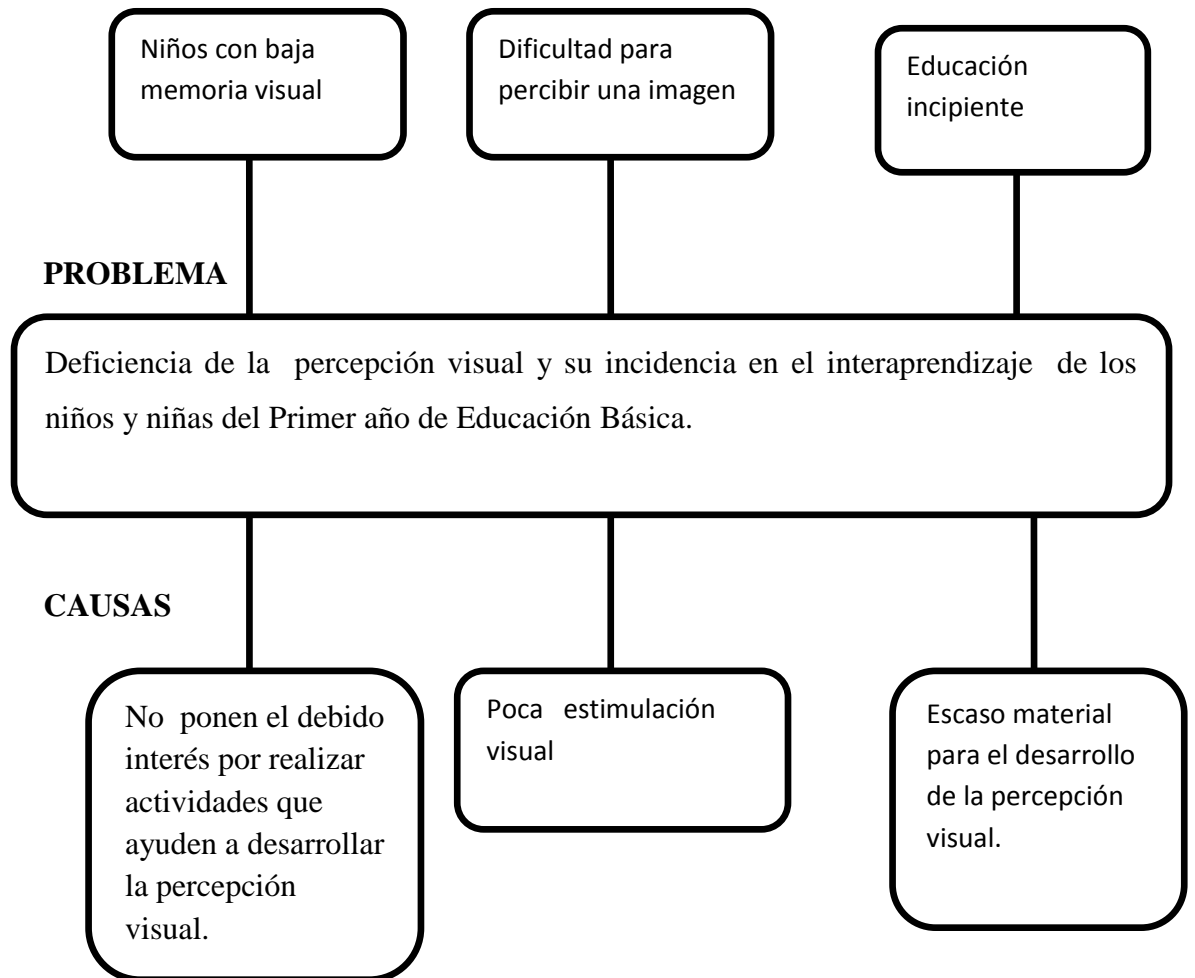 Niños con baja
memoria visual
Dificultad para
percibir una imagen
Educación
incipiente
PROBLEMA
Deficiencia de la percepción visual y su incidencia en el interaprendizaje de los
niños y niñas del Primer año de Educación Básica.
CAUSAS
No ponen el debido
interés por realizar
actividades que
ayuden a desarrollar
la percepción
visual.
Poca estimulación
visual
Escaso material
para el desarrollo
de la percepción
visual.